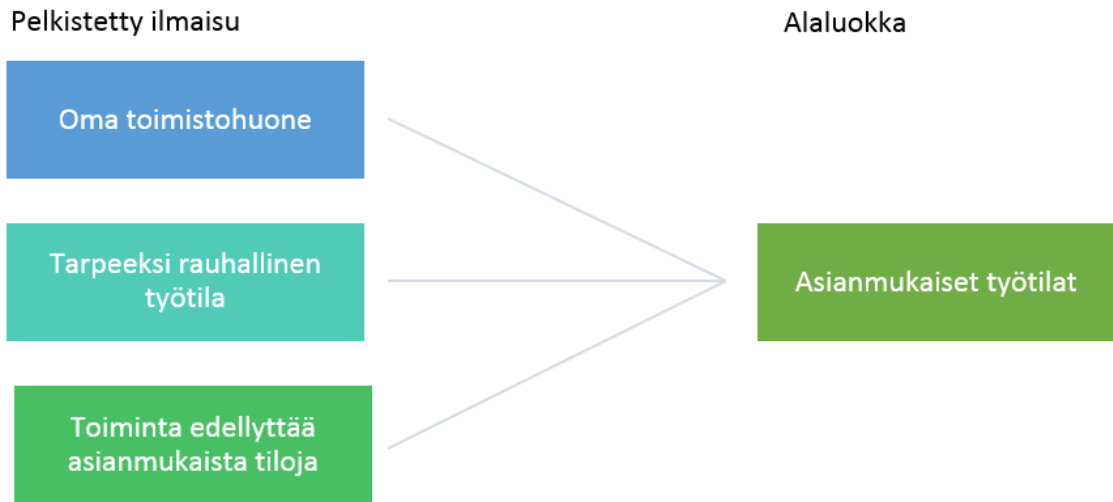 Pelkistetty ilmaisu
Alaluokka
Oma toimistohuone
Tarpeeksi rauhallinen
työtila
Asianmukaiset työtilat
Toiminta edellyttää
asianmukaista tiloja